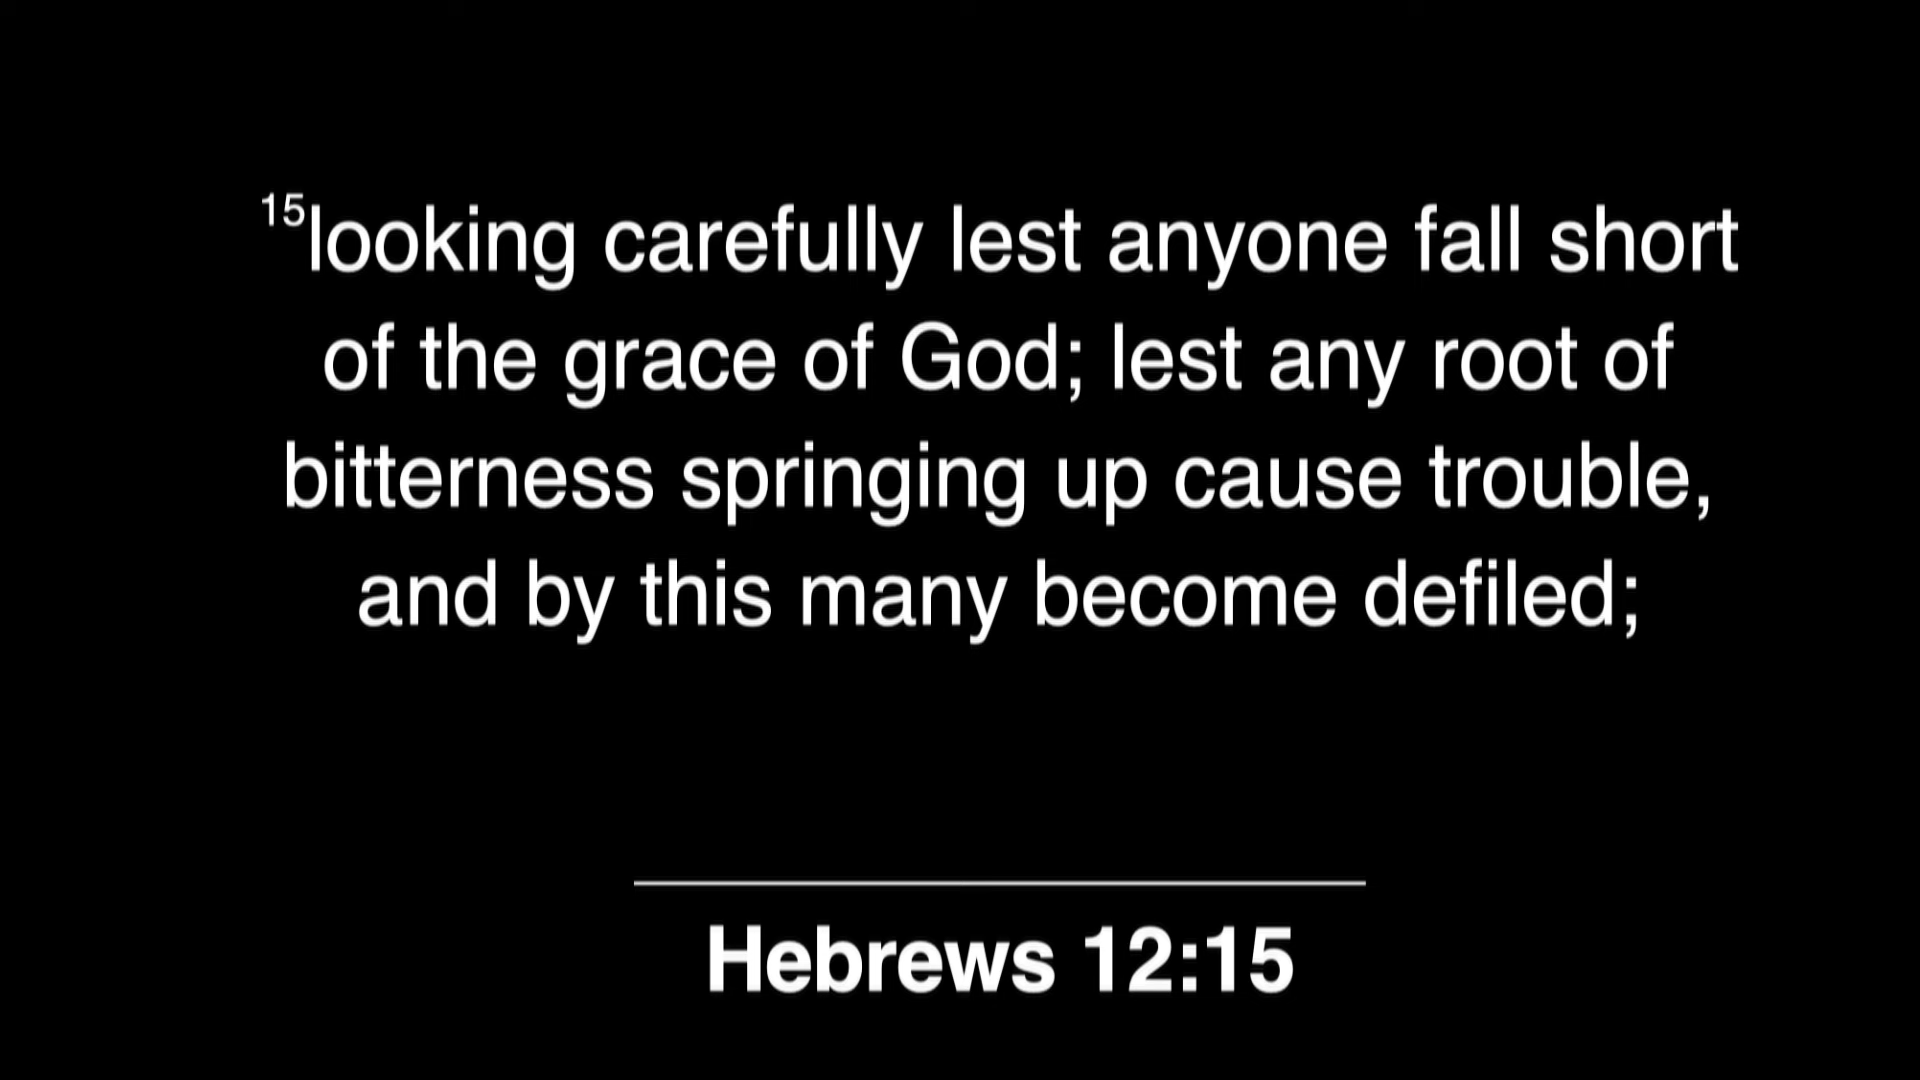 15looking carefully lest anyone fall short
of the grace of God; lest any root of
bitterness springing up cause trouble,
and by this many become defiled;
Hebrews 12:15